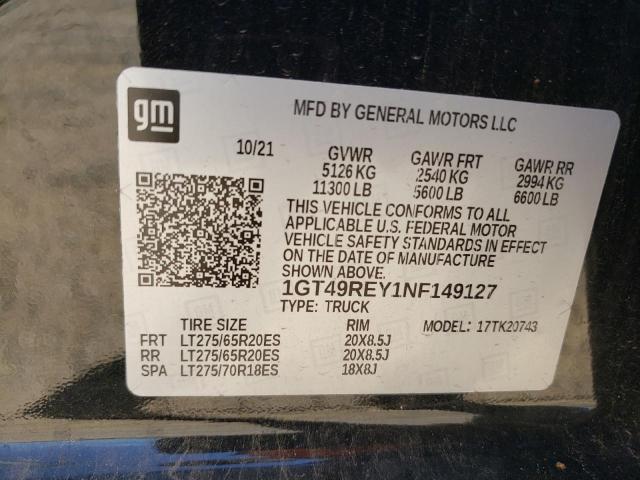 gm
MFD BY GENERAL MOTORS LLC
10/21
GVWR
5126 KG
11300 LB
GAWR FRT
2540 KG
5600 LB
GAWR RR
2994 KG
6600 LB
THIS VEHICLE CONFORMS TO ALL
APPLICABLE U.S. FEDERAL MOTOR
VEHICLE SAFETY STANDARDS IN EFFECT
ON THE DATE OF MANUFACTURE
SHOWN ABOVE.
1GT49REY1NF149127
TYPE: TRUCK
TIRE SIZE RIM MODEL: 17TK20743
FRT LT275/65R20ES 20X8.5J
RR LT275/65R20ES 20X8.5J
SPA LT275/70R18ES 18X8J